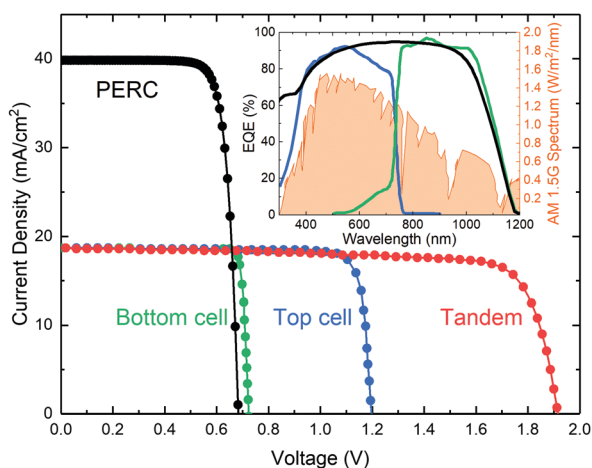 Current Density (mA/cm²)
40
30
20
10
0
0.0 0.2 0.4 0.6 0.8 1.0 1.2 1.4 1.6 1.8 2.0
Voltage (V)
PERC
Bottom cell
Top cell
Tandem
EQE (%)
100
80
60
40
20
0
400 600 800 1000 1200
Wavelength (nm)
2.0
1.8
1.6
1.4
1.2
1.0
0.8
0.6
0.4
0.2
AM 1.5G Spectrum (W/m²/nm)